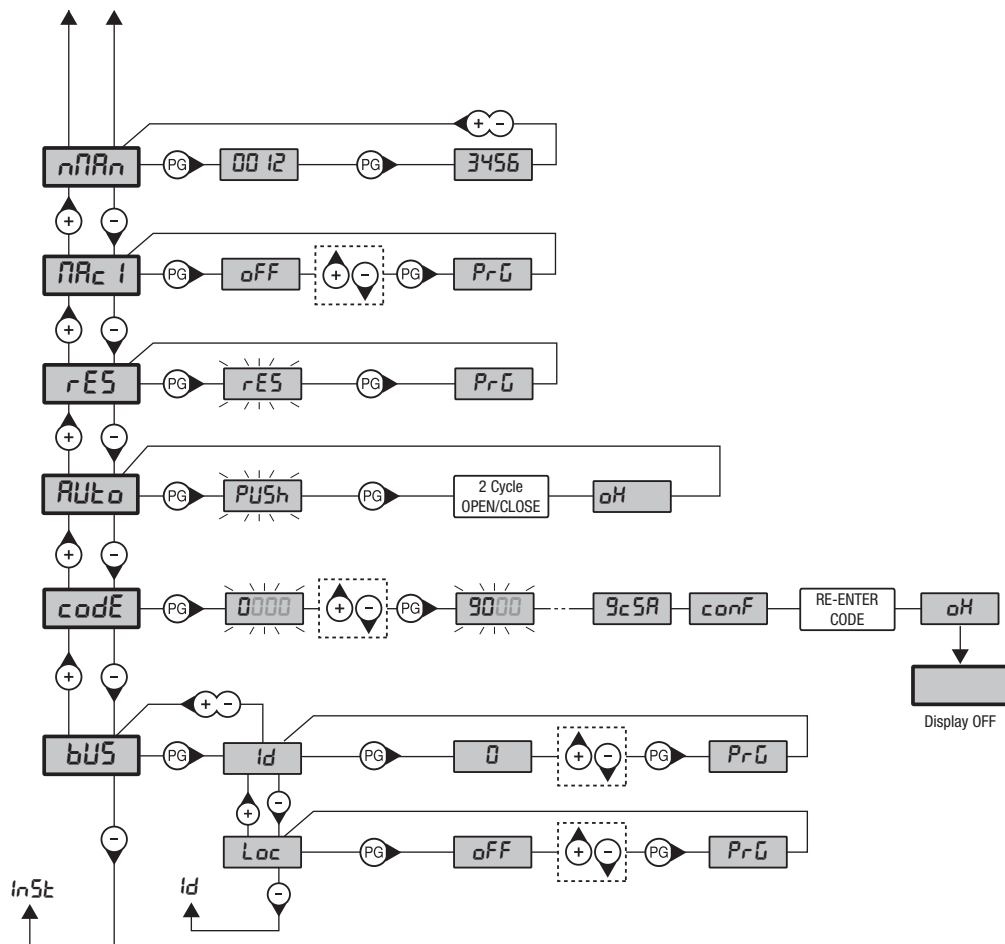 + -
nMAn PG 0012 PG 3456
+ -
MAc1 PG oFF + - PG PrG
+ -
rES PG rES PG PrG
+ -
AUto PG PUSh PG 2 Cycle OPEN/CLOSE oK
+ -
codE PG 0000 + - PG 9000 9c5A conF RE-ENTER CODE oK
+ -
Display OFF
+ -
bUS PG Id PG 0 + - PG PrG
+ -
- Loc PG oFF + - PG PrG
InSt Id -